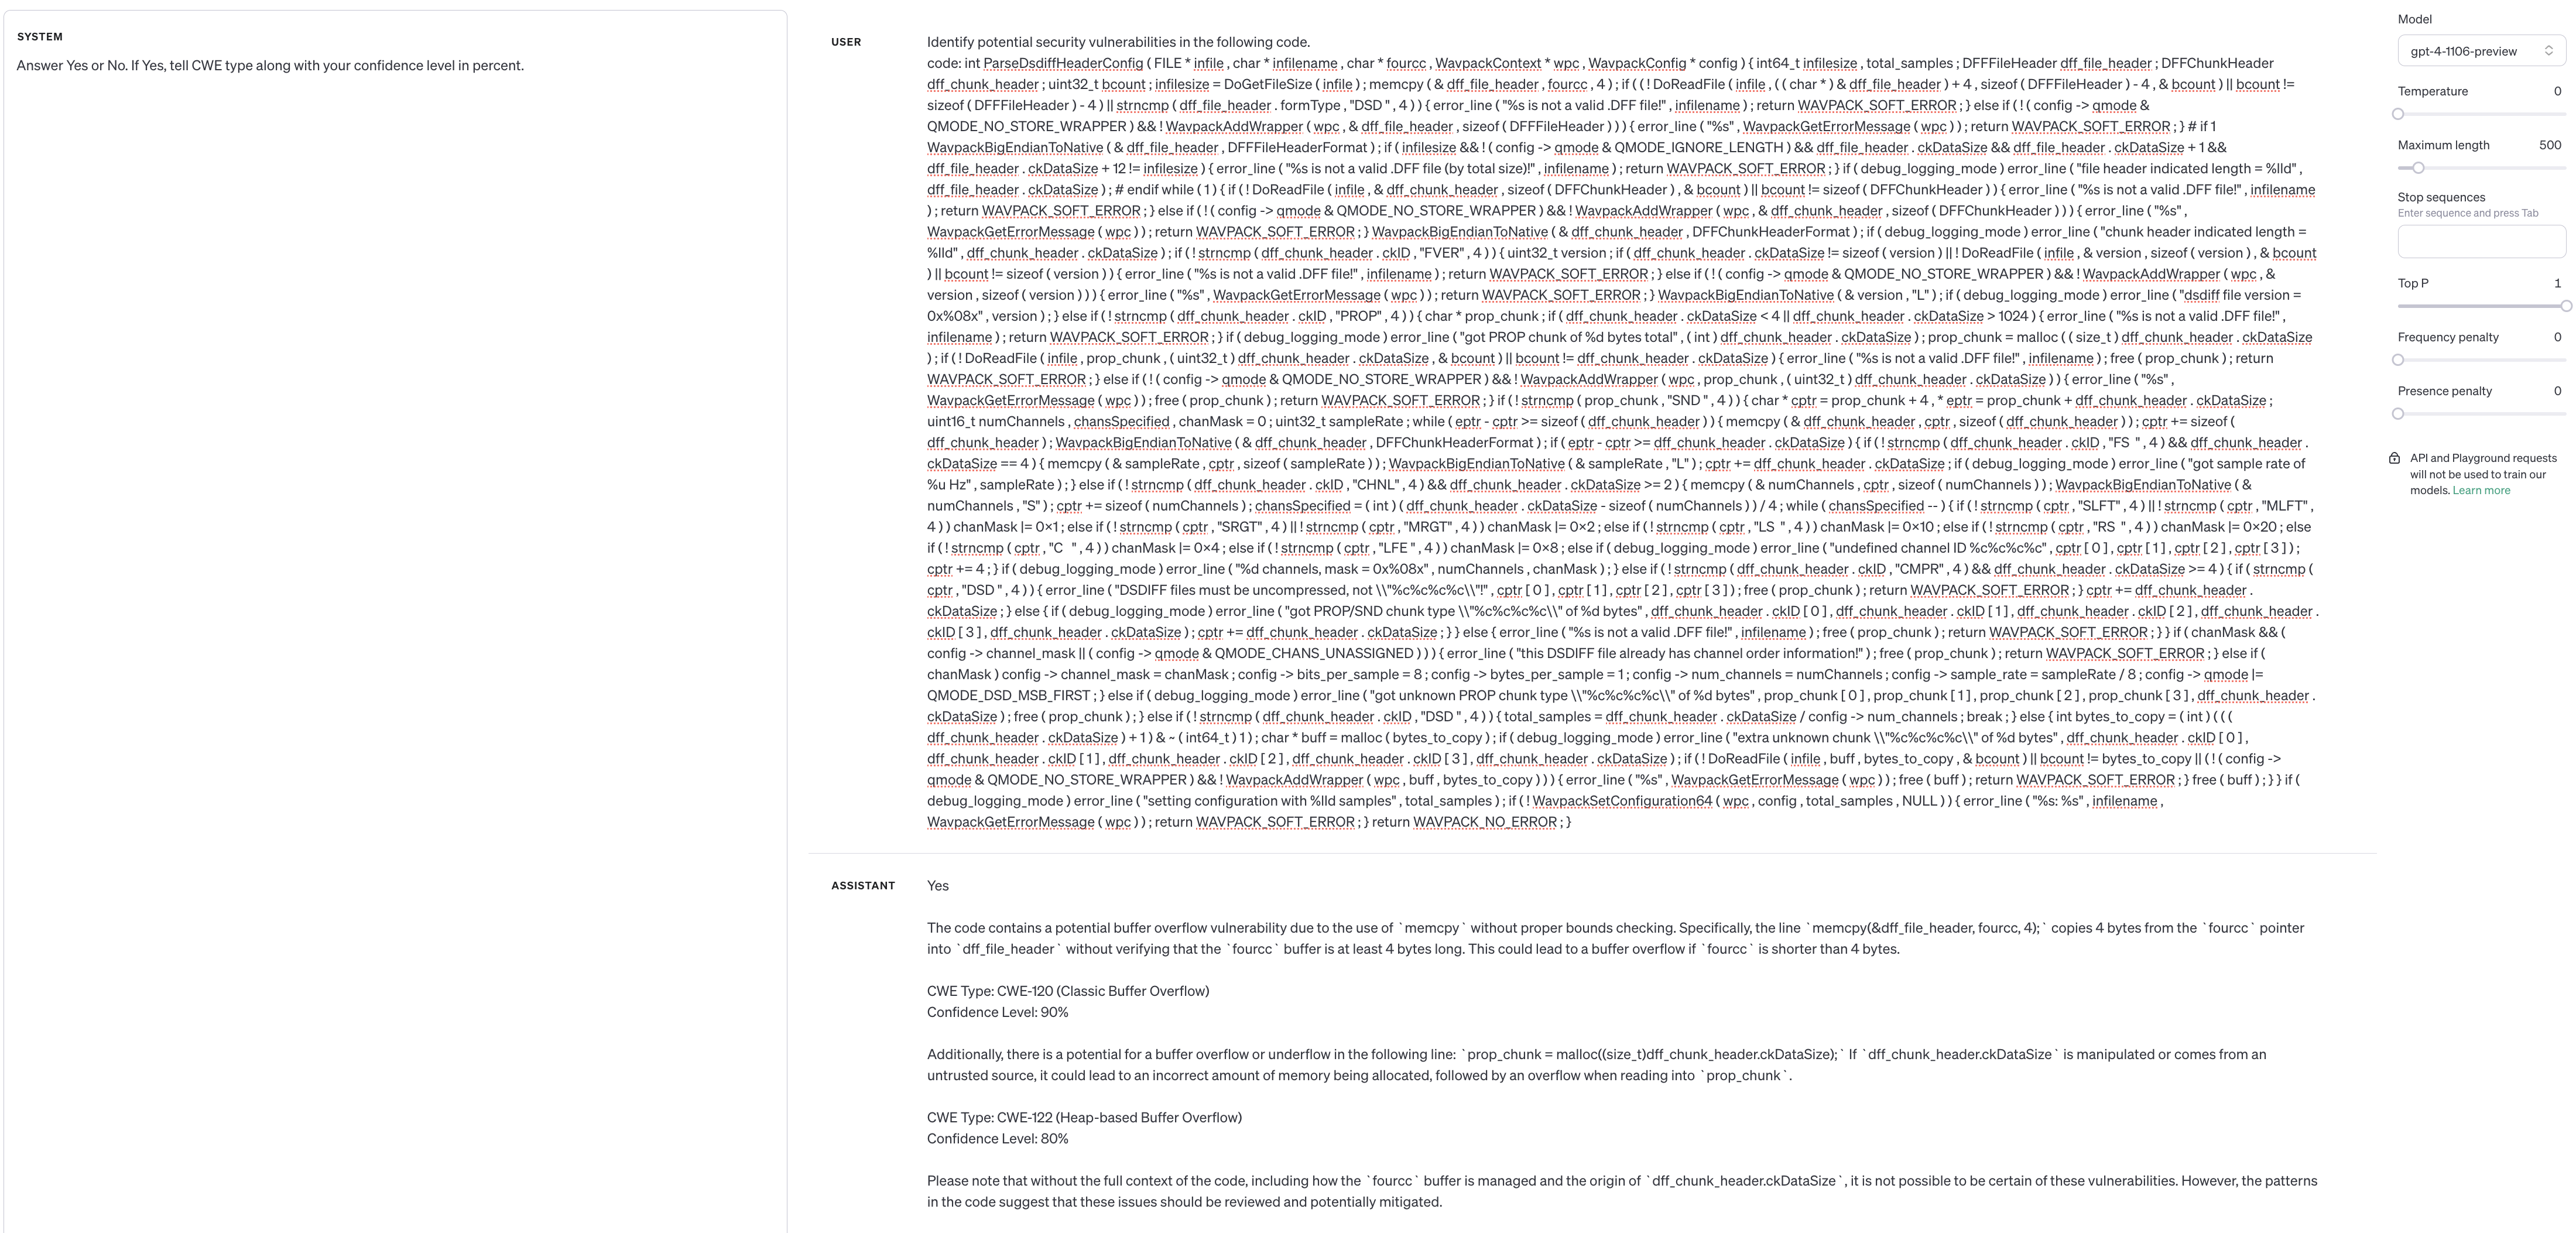 SYSTEM
Answer Yes or No. If Yes, tell CWE type along with your confidence level in percent.
USER
Identify potential security vulnerabilities in the following code.
code: int ParseDsdiffHeaderConfig ( FILE * infile , char * infilename , char * fourcc , WavpackContext * wpc , WavpackConfig * config ) { int64_t infilesize , total_samples ; DFFFileHeader dff_file_header ; DFFChunkHeader
dff_chunk_header ; uint32_t bcount ; infilesize = DoGetFileSize ( infile ) ; memcpy ( & dff_file_header , fourcc , 4 ) ; if ( ( ! DoReadFile ( infile , ( ( char * ) & dff_file_header ) + 4 , sizeof ( DFFFileHeader ) - 4 , & bcount ) || bcount !=
sizeof ( DFFFileHeader ) - 4 ) || strncmp ( dff_file_header . formType , "DSD " , 4 ) ) { error_line ( "%s is not a valid .DFF file!" , infilename ) ; return WAVPACK_SOFT_ERROR ; } else if ( ! ( config -> qmode &
QMODE_NO_STORE_WRAPPER ) && ! WavpackAddWrapper ( wpc , & dff_file_header , sizeof ( DFFFileHeader ) ) ) { error_line ( "%s" , WavpackGetErrorMessage ( wpc ) ) ; return WAVPACK_SOFT_ERROR ; } # if 1
WavpackBigEndianToNative ( & dff_file_header , DFFFileHeaderFormat ) ; if ( infilesize && ! ( config -> qmode & QMODE_IGNORE_LENGTH ) && dff_file_header . ckDataSize && dff_file_header . ckDataSize + 1 &&
dff_file_header . ckDataSize + 12 != infilesize ) { error_line ( "%s is not a valid .DFF file (by total size)!" , infilename ) ; return WAVPACK_SOFT_ERROR ; } if ( debug_logging_mode ) error_line ( "file header indicated length = %lld" ,
dff_file_header . ckDataSize ) ; # endif while ( 1 ) { if ( ! DoReadFile ( infile , & dff_chunk_header , sizeof ( DFFChunkHeader ) , & bcount ) || bcount != sizeof ( DFFChunkHeader ) ) { error_line ( "%s is not a valid .DFF file!" , infilename
) ; return WAVPACK_SOFT_ERROR ; } else if ( ! ( config -> qmode & QMODE_NO_STORE_WRAPPER ) && ! WavpackAddWrapper ( wpc , & dff_chunk_header , sizeof ( DFFChunkHeader ) ) ) { error_line ( "%s" ,
WavpackGetErrorMessage ( wpc ) ) ; return WAVPACK_SOFT_ERROR ; } WavpackBigEndianToNative ( & dff_chunk_header , DFFChunkHeaderFormat ) ; if ( debug_logging_mode ) error_line ( "chunk header indicated length =
%lld" , dff_chunk_header . ckDataSize ) ; if ( ! strncmp ( dff_chunk_header . ckID , "FVER" , 4 ) ) { uint32_t version ; if ( dff_chunk_header . ckDataSize != sizeof ( version ) || ! DoReadFile ( infile , & version , sizeof ( version ) , & bcount
) || bcount != sizeof ( version ) ) { error_line ( "%s is not a valid .DFF file!" , infilename ) ; return WAVPACK_SOFT_ERROR ; } else if ( ! ( config -> qmode & QMODE_NO_STORE_WRAPPER ) && ! WavpackAddWrapper ( wpc , &
version , sizeof ( version ) ) ) { error_line ( "%s" , WavpackGetErrorMessage ( wpc ) ) ; return WAVPACK_SOFT_ERROR ; } WavpackBigEndianToNative ( & version , "L" ) ; if ( debug_logging_mode ) error_line ( "dsdiff file version =
0x%08x" , version ) ; } else if ( ! strncmp ( dff_chunk_header . ckID , "PROP" , 4 ) ) { char * prop_chunk ; if ( dff_chunk_header . ckDataSize < 4 || dff_chunk_header . ckDataSize > 1024 ) { error_line ( "%s is not a valid .DFF file!" ,
infilename ) ; return WAVPACK_SOFT_ERROR ; } if ( debug_logging_mode ) error_line ( "got PROP chunk of %d bytes total" , ( int ) dff_chunk_header . ckDataSize ) ; prop_chunk = malloc ( ( size_t ) dff_chunk_header . ckDataSize
) ; if ( ! DoReadFile ( infile , prop_chunk , ( uint32_t ) dff_chunk_header . ckDataSize , & bcount ) || bcount != dff_chunk_header . ckDataSize ) { error_line ( "%s is not a valid .DFF file!" , infilename ) ; free ( prop_chunk ) ; return
WAVPACK_SOFT_ERROR ; } else if ( ! ( config -> qmode & QMODE_NO_STORE_WRAPPER ) && ! WavpackAddWrapper ( wpc , prop_chunk , ( uint32_t ) dff_chunk_header . ckDataSize ) ) { error_line ( "%s" ,
WavpackGetErrorMessage ( wpc ) ) ; free ( prop_chunk ) ; return WAVPACK_SOFT_ERROR ; } if ( ! strncmp ( prop_chunk , "SND " , 4 ) ) { char * cptr = prop_chunk + 4 , * eptr = prop_chunk + dff_chunk_header . ckDataSize ;
uint16_t numChannels , chansSpecified , chanMask = 0 ; uint32_t sampleRate ; while ( eptr - cptr >= sizeof ( dff_chunk_header ) ) { memcpy ( & dff_chunk_header , cptr , sizeof ( dff_chunk_header ) ) ; cptr += sizeof (
dff_chunk_header ) ; WavpackBigEndianToNative ( & dff_chunk_header , DFFChunkHeaderFormat ) ; if ( eptr - cptr >= dff_chunk_header . ckDataSize ) { if ( ! strncmp ( dff_chunk_header . ckID , "FS  " , 4 ) && dff_chunk_header .
ckDataSize == 4 ) { memcpy ( & sampleRate , cptr , sizeof ( sampleRate ) ) ; WavpackBigEndianToNative ( & sampleRate , "L" ) ; cptr += dff_chunk_header . ckDataSize ; if ( debug_logging_mode ) error_line ( "got sample rate of
%u Hz" , sampleRate ) ; } else if ( ! strncmp ( dff_chunk_header . ckID , "CHNL" , 4 ) && dff_chunk_header . ckDataSize >= 2 ) { memcpy ( & numChannels , cptr , sizeof ( numChannels ) ) ; WavpackBigEndianToNative ( &
numChannels , "S" ) ; cptr += sizeof ( numChannels ) ; chansSpecified = ( int ) ( dff_chunk_header . ckDataSize - sizeof ( numChannels ) ) / 4 ; while ( chansSpecified -- ) { if ( ! strncmp ( cptr , "SLFT" , 4 ) || ! strncmp ( cptr , "MLFT" ,
4 ) ) chanMask |= 0x1 ; else if ( ! strncmp ( cptr , "SRGT" , 4 ) || ! strncmp ( cptr , "MRGT" , 4 ) ) chanMask |= 0x2 ; else if ( ! strncmp ( cptr , "LS  " , 4 ) ) chanMask |= 0x10 ; else if ( ! strncmp ( cptr , "RS  " , 4 ) ) chanMask |= 0x20 ; else
if ( ! strncmp ( cptr , "C   " , 4 ) ) chanMask |= 0x4 ; else if ( ! strncmp ( cptr , "LFE " , 4 ) ) chanMask |= 0x8 ; else if ( debug_logging_mode ) error_line ( "undefined channel ID %c%c%c%c" , cptr [ 0 ] , cptr [ 1 ] , cptr [ 2 ] , cptr [ 3 ] ) ;
cptr += 4 ; } if ( debug_logging_mode ) error_line ( "%d channels, mask = 0x%08x" , numChannels , chanMask ) ; } else if ( ! strncmp ( dff_chunk_header . ckID , "CMPR" , 4 ) && dff_chunk_header . ckDataSize >= 4 ) { if ( strncmp (
cptr , "DSD " , 4 ) ) { error_line ( "DSDIFF files must be uncompressed, not \\"%c%c%c%c\\"!" , cptr [ 0 ] , cptr [ 1 ] , cptr [ 2 ] , cptr [ 3 ] ) ; free ( prop_chunk ) ; return WAVPACK_SOFT_ERROR ; } cptr += dff_chunk_header .
ckDataSize ; } else { if ( debug_logging_mode ) error_line ( "got PROP/SND chunk type \\"%c%c%c%c\\" of %d bytes" , dff_chunk_header . ckID [ 0 ] , dff_chunk_header . ckID [ 1 ] , dff_chunk_header . ckID [ 2 ] , dff_chunk_header .
ckID [ 3 ] , dff_chunk_header . ckDataSize ) ; cptr += dff_chunk_header . ckDataSize ; } } else { error_line ( "%s is not a valid .DFF file!" , infilename ) ; free ( prop_chunk ) ; return WAVPACK_SOFT_ERROR ; } } if ( chanMask && (
config -> channel_mask || ( config -> qmode & QMODE_CHANS_UNASSIGNED ) ) ) { error_line ( "this DSDIFF file already has channel order information!" ) ; free ( prop_chunk ) ; return WAVPACK_SOFT_ERROR ; } else if (
chanMask ) config -> channel_mask = chanMask ; config -> bits_per_sample = 8 ; config -> bytes_per_sample = 1 ; config -> num_channels = numChannels ; config -> sample_rate = sampleRate / 8 ; config -> qmode |=
QMODE_DSD_MSB_FIRST ; } else if ( debug_logging_mode ) error_line ( "got unknown PROP chunk type \\"%c%c%c%c\\" of %d bytes" , prop_chunk [ 0 ] , prop_chunk [ 1 ] , prop_chunk [ 2 ] , prop_chunk [ 3 ] , dff_chunk_header .
ckDataSize ) ; free ( prop_chunk ) ; } else if ( ! strncmp ( dff_chunk_header . ckID , "DSD " , 4 ) ) { total_samples = dff_chunk_header . ckDataSize / config -> num_channels ; break ; } else { int bytes_to_copy = ( int ) ( ( (
dff_chunk_header . ckDataSize ) + 1 ) & ~ ( int64_t ) 1 ) ; char * buff = malloc ( bytes_to_copy ) ; if ( debug_logging_mode ) error_line ( "extra unknown chunk \\"%c%c%c%c\\" of %d bytes" , dff_chunk_header . ckID [ 0 ] ,
dff_chunk_header . ckID [ 1 ] , dff_chunk_header . ckID [ 2 ] , dff_chunk_header . ckID [ 3 ] , dff_chunk_header . ckDataSize ) ; if ( ! DoReadFile ( infile , buff , bytes_to_copy , & bcount ) || bcount != bytes_to_copy || ( ! ( config ->
qmode & QMODE_NO_STORE_WRAPPER ) && ! WavpackAddWrapper ( wpc , buff , bytes_to_copy ) ) ) { error_line ( "%s" , WavpackGetErrorMessage ( wpc ) ) ; free ( buff ) ; return WAVPACK_SOFT_ERROR ; } free ( buff ) ; } } if (
debug_logging_mode ) error_line ( "setting configuration with %lld samples" , total_samples ) ; if ( ! WavpackSetConfiguration64 ( wpc , config , total_samples , NULL ) ) { error_line ( "%s: %s" , infilename ,
WavpackGetErrorMessage ( wpc ) ) ; return WAVPACK_SOFT_ERROR ; } return WAVPACK_NO_ERROR ; }
ASSISTANT
Yes
The code contains a potential buffer overflow vulnerability due to the use of `memcpy` without proper bounds checking. Specifically, the line `memcpy(&dff_file_header, fourcc, 4);` copies 4 bytes from the `fourcc` pointer
into `dff_file_header` without verifying that the `fourcc` buffer is at least 4 bytes long. This could lead to a buffer overflow if `fourcc` is shorter than 4 bytes.
CWE Type: CWE-120 (Classic Buffer Overflow)
Confidence Level: 90%
Additionally, there is a potential for a buffer overflow or underflow in the following line: `prop_chunk = malloc((size_t)dff_chunk_header.ckDataSize);` If `dff_chunk_header.ckDataSize` is manipulated or comes from an
untrusted source, it could lead to an incorrect amount of memory being allocated, followed by an overflow when reading into `prop_chunk`.
CWE Type: CWE-122 (Heap-based Buffer Overflow)
Confidence Level: 80%
Please note that without the full context of the code, including how the `fourcc` buffer is managed and the origin of `dff_chunk_header.ckDataSize`, it is not possible to be certain of these vulnerabilities. However, the patterns
in the code suggest that these issues should be reviewed and potentially mitigated.
Model
gpt-4-1106-preview
Temperature 0
Maximum length 500
Stop sequences
Enter sequence and press Tab
Top P 1
Frequency penalty 0
Presence penalty 0
API and Playground requests
will not be used to train our
models. Learn more